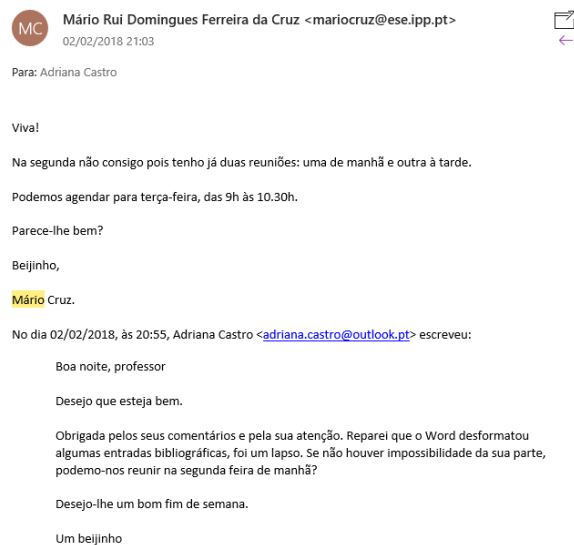 MC
Mário Rui Domingues Ferreira da Cruz <mariocruz@ese.ipp.pt>
02/02/2018 21:03
Para: Adriana Castro
Viva!
Na segunda não consigo pois tenho já duas reuniões: uma de manhã e outra à tarde.
Podemos agendar para terça-feira, das 9h às 10.30h.
Parece-lhe bem?
Beijinho,
Mário Cruz.
No dia 02/02/2018, às 20:55, Adriana Castro <adriana.castro@outlook.pt> escreveu:
Boa noite, professor
Desejo que esteja bem.
Obrigada pelos seus comentários e pela sua atenção. Reparei que o Word desformatou
algumas entradas bibliográficas, foi um lapso. Se não houver impossibilidade da sua parte,
podemo-nos reunir na segunda feira de manhã?
Desejo-lhe um bom fim de semana.
Um beijinho